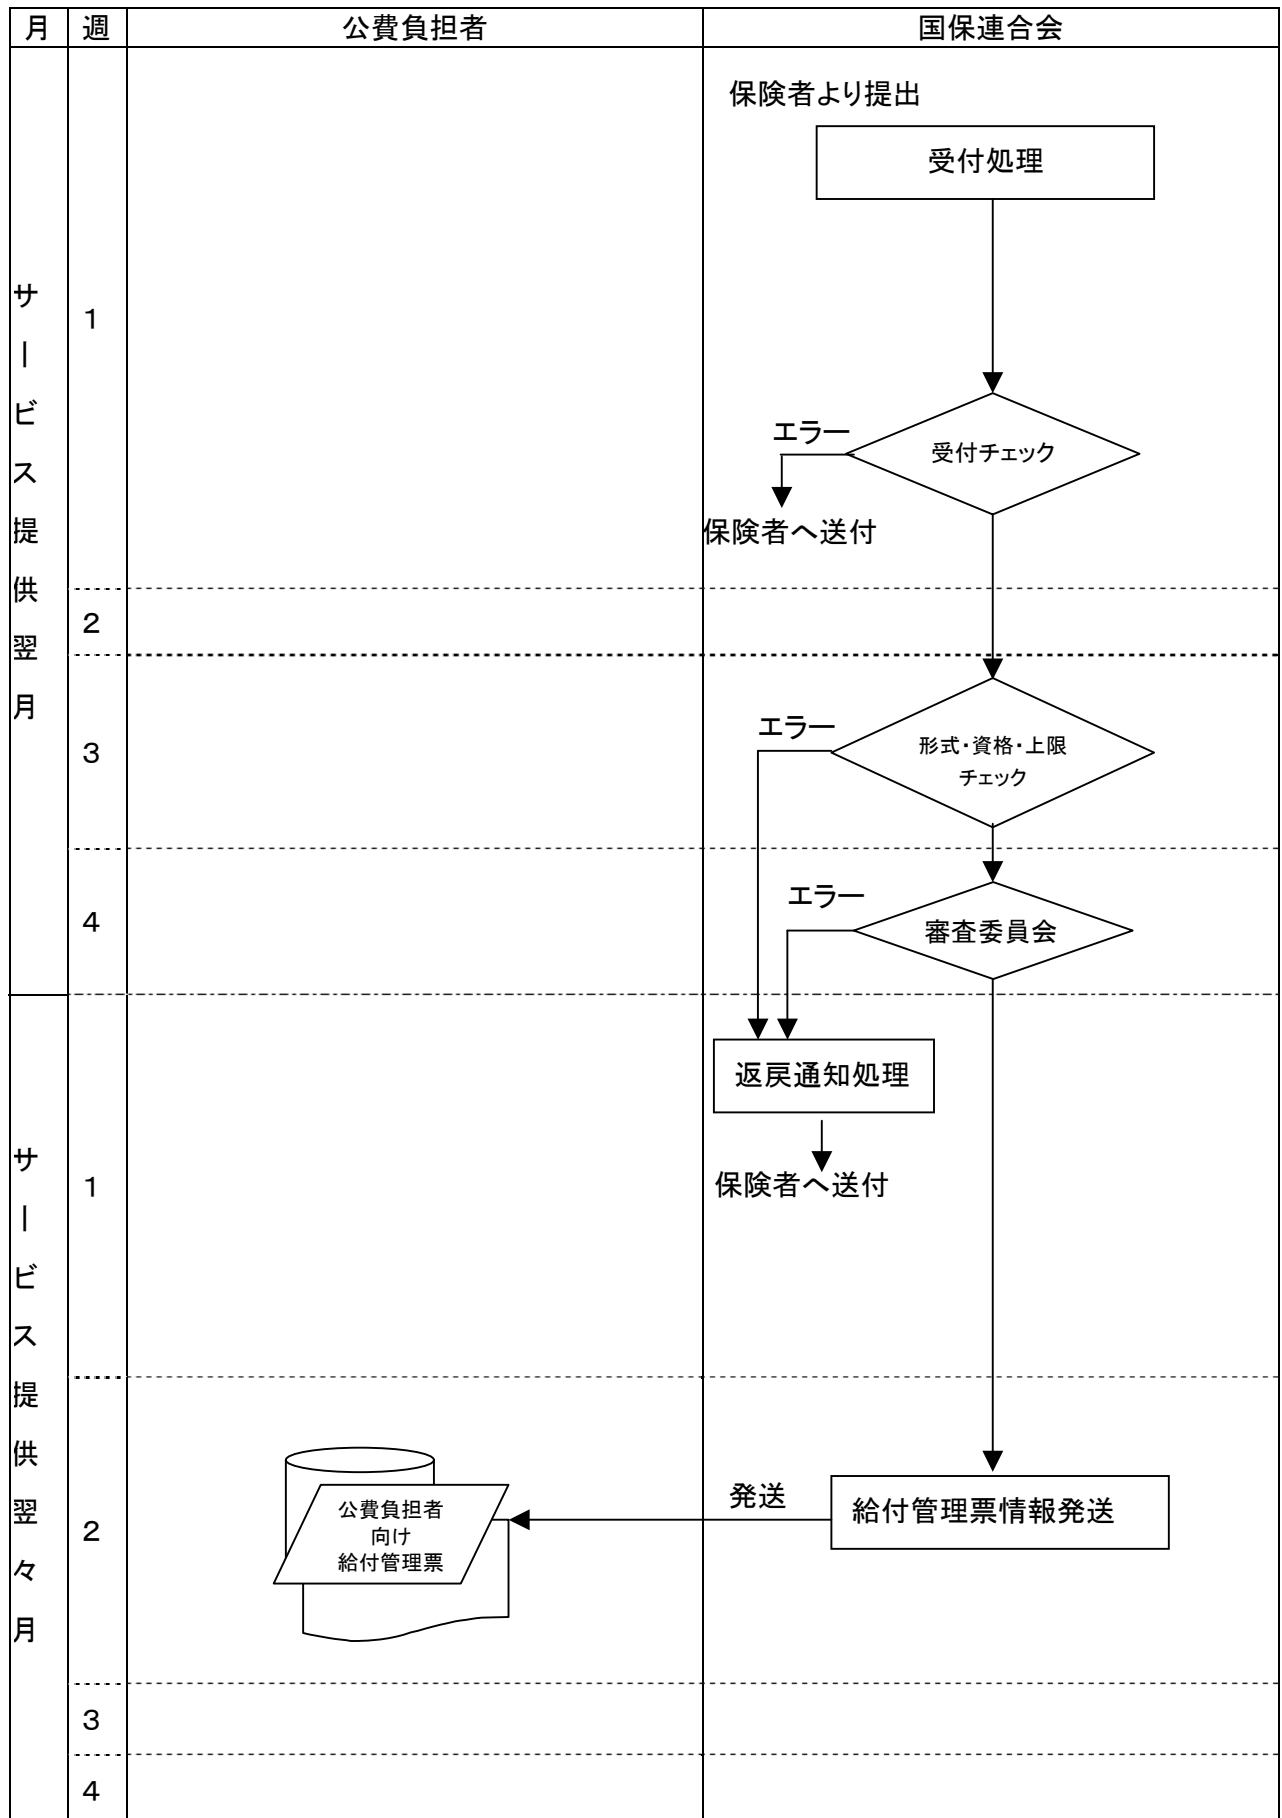 月 週 公費負担者 国保連合会
保険者より提出
受付処理
サービス提供翌月
1
エラー
受付チェック
保険者へ送付
2
3
エラー
形式・資格・上限
チェック
4
エラー
審査委員会
返戻通知処理
保険者へ送付
サービス提供翌々月
1
2
公費負担者
向け
給付管理票
発送
給付管理票情報発送
3
4